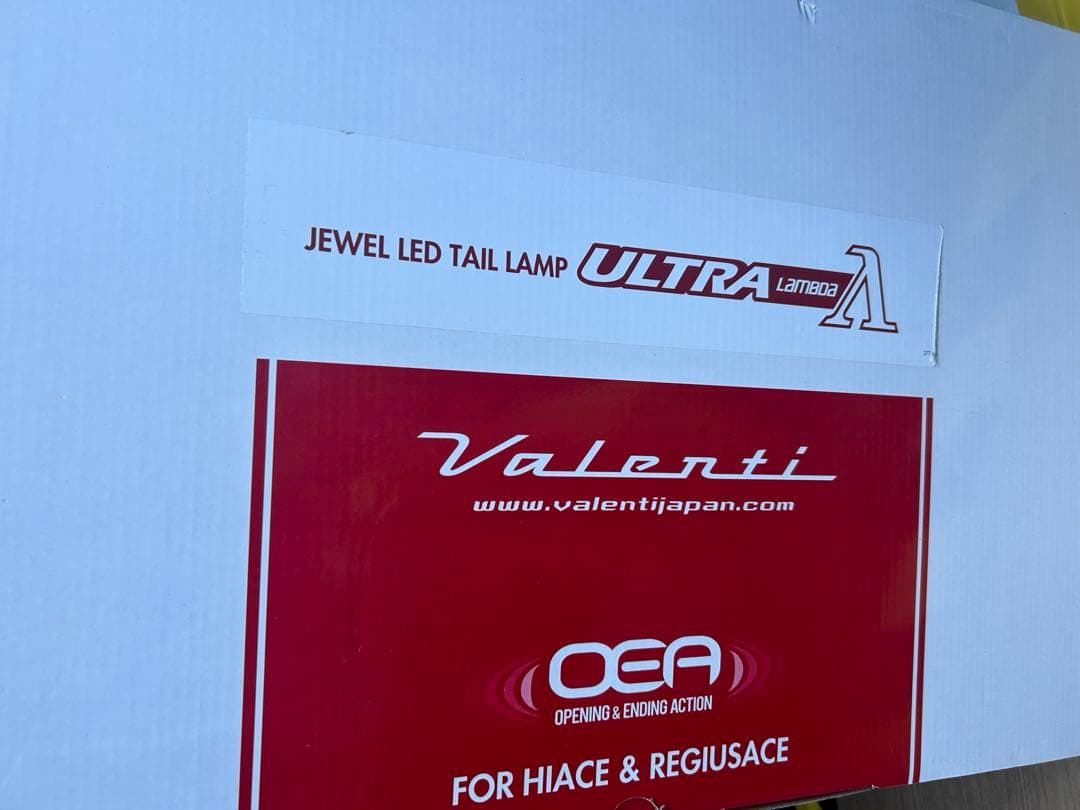 JEWEL LED TAIL LAMP ULTRA LAMBDA λ
Valenti
www.valentijapan.com
OEA
OPENING & ENDING ACTION
FOR HIACE & REGIUSACE